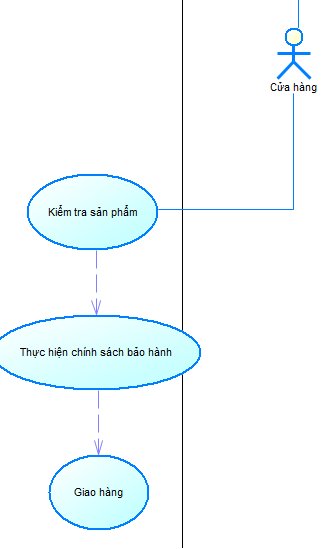 Cửa hàng
Kiểm tra sản phẩm
Thực hiện chính sách bảo hành
Giao hàng